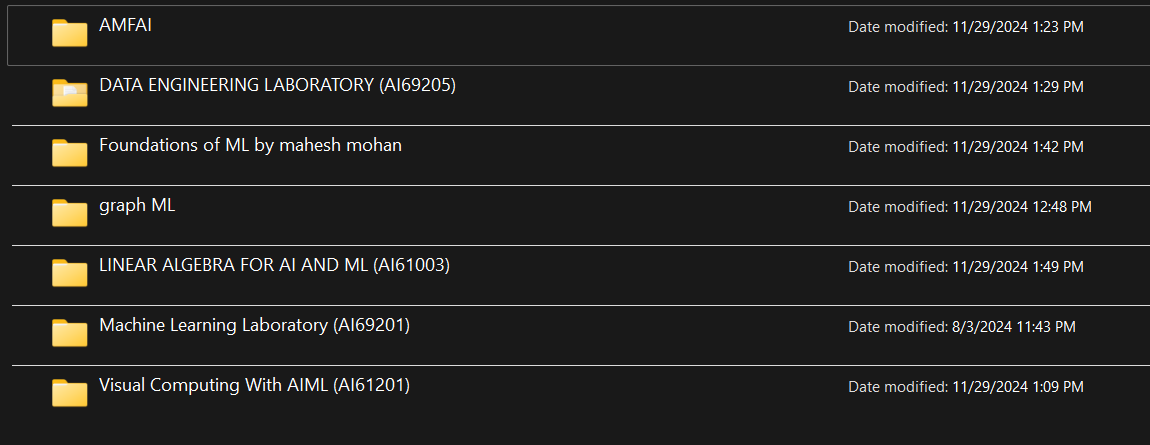 AMFAI Date modified: 11/29/2024 1:23 PM
DATA ENGINEERING LABORATORY (AI69205) Date modified: 11/29/2024 1:29 PM
Foundations of ML by mahesh mohan Date modified: 11/29/2024 1:42 PM
graph ML Date modified: 11/29/2024 12:48 PM
LINEAR ALGEBRA FOR AI AND ML (AI61003) Date modified: 11/29/2024 1:49 PM
Machine Learning Laboratory (AI69201) Date modified: 8/3/2024 11:43 PM
Visual Computing With AIML (AI61201) Date modified: 11/29/2024 1:09 PM